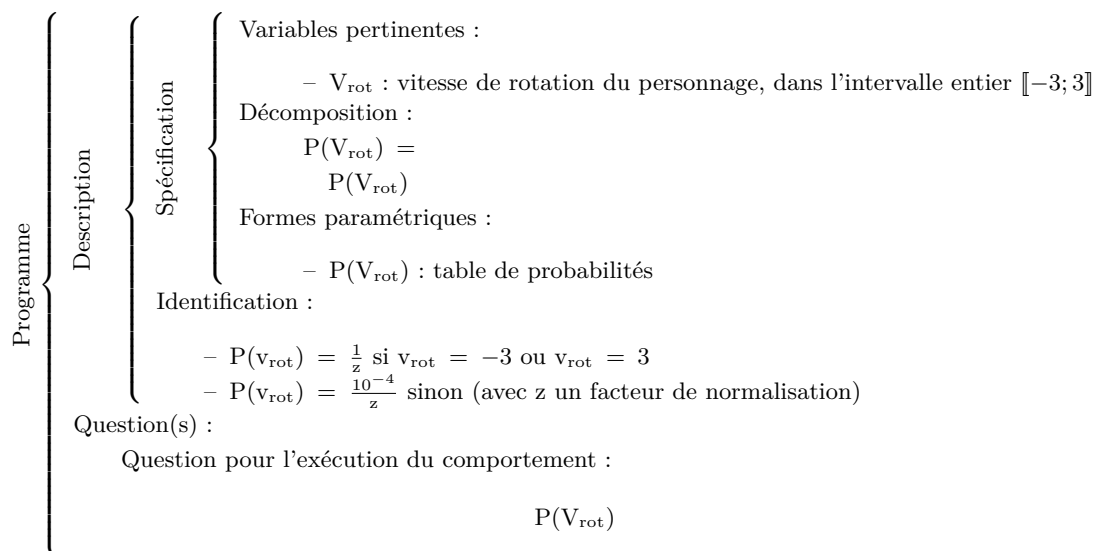 Programme
Description
Spécification
Variables pertinentes :
– V_rot : vitesse de rotation du personnage, dans l'intervalle entier ⟦−3; 3⟧
Décomposition :
P(V_rot) =
P(V_rot)
Formes paramétriques :
– P(V_rot) : table de probabilités
Identification :
– P(v_rot) = 1/z si v_rot = −3 ou v_rot = 3
– P(v_rot) = 10^−4/z sinon (avec z un facteur de normalisation)
Question(s) :
Question pour l'exécution du comportement :
P(V_rot)